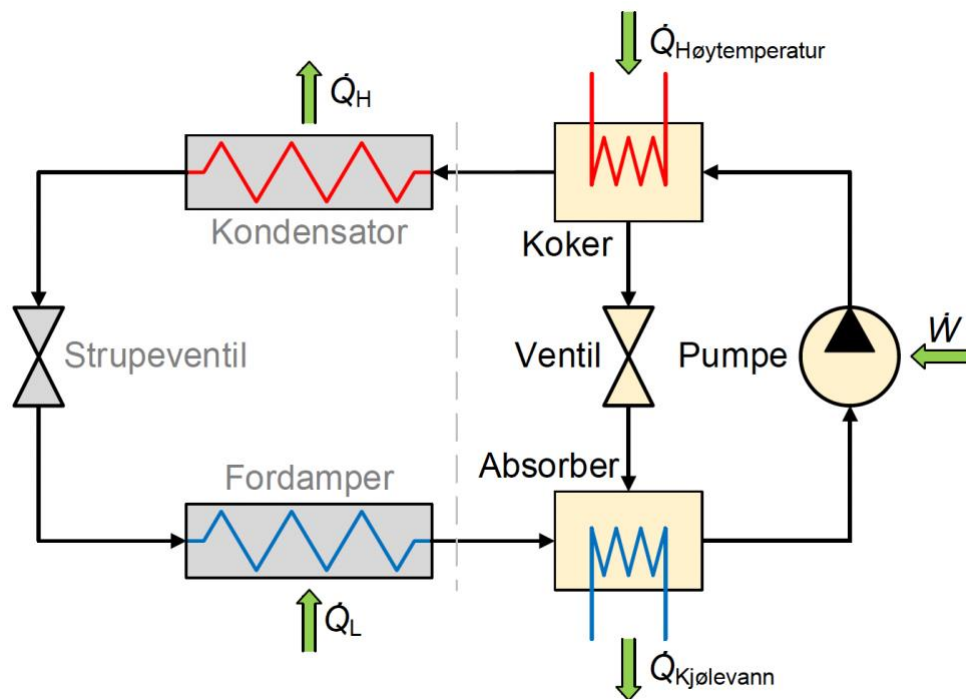 Q̇Høytemperatur
Q̇H
Kondensator
Koker
Strupeventil
Ventil
Pumpe
Ẇ
Absorber
Fordamper
Q̇L
Q̇Kjølevann